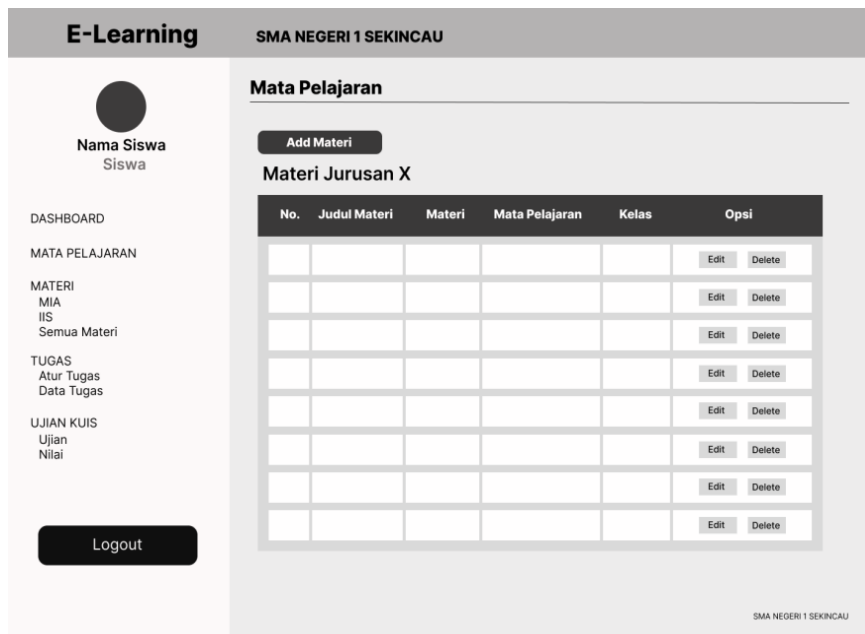 E-Learning
SMA NEGERI 1 SEKINCAU
Nama Siswa
Siswa
DASHBOARD
MATA PELAJARAN
MATERI
MIA
IIS
Semua Materi
TUGAS
Atur Tugas
Data Tugas
UJIAN KUIS
Ujian
Nilai
Logout
Mata Pelajaran
Add Materi
Materi Jurusan X
No. Judul Materi Materi Mata Pelajaran Kelas Opsi
Edit Delete
Edit Delete
Edit Delete
Edit Delete
Edit Delete
Edit Delete
Edit Delete
Edit Delete
SMA NEGERI 1 SEKINCAU